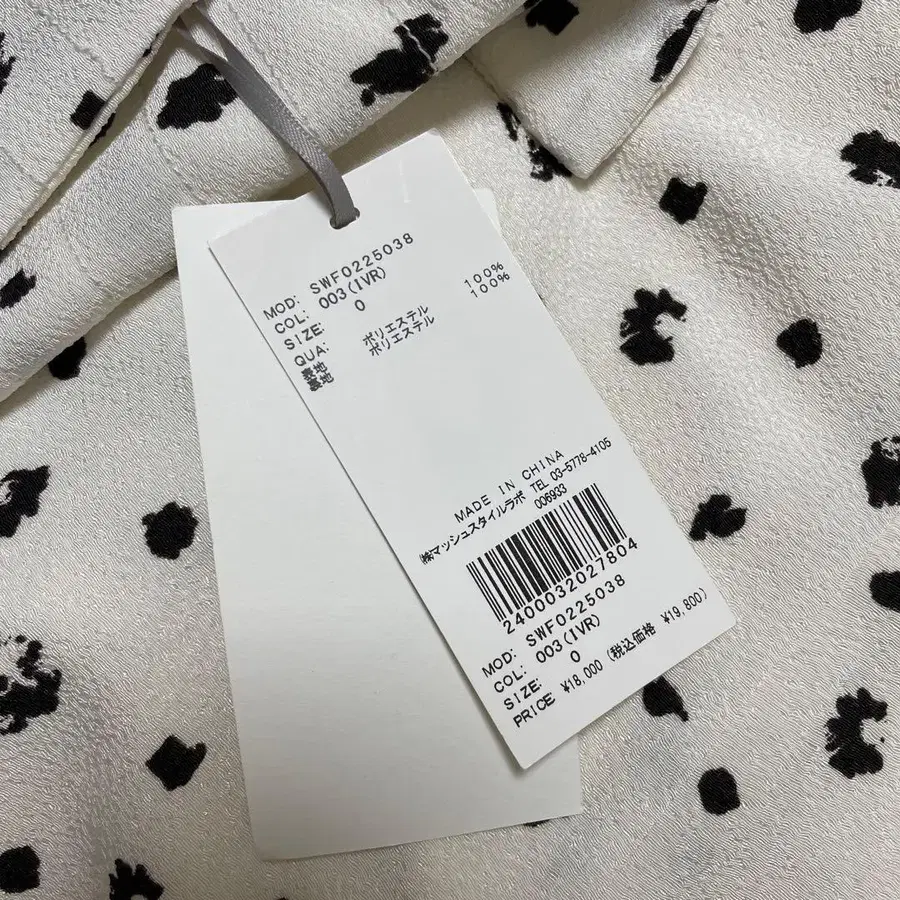 MOD: SWF0225038
COL: 003(IVR)
SIZE: 0
QUA:
表地 ポリエステル 100%
裏地 ポリエステル 100%
MADE IN CHINA
㈱マッシュスタイルラボ TEL 03-5778-4105
006933
2400032027804
MOD: SWF0225038
COL: 003(IVR)
SIZE: 0
PRICE ¥18,000 (税込価格 ¥19,800)